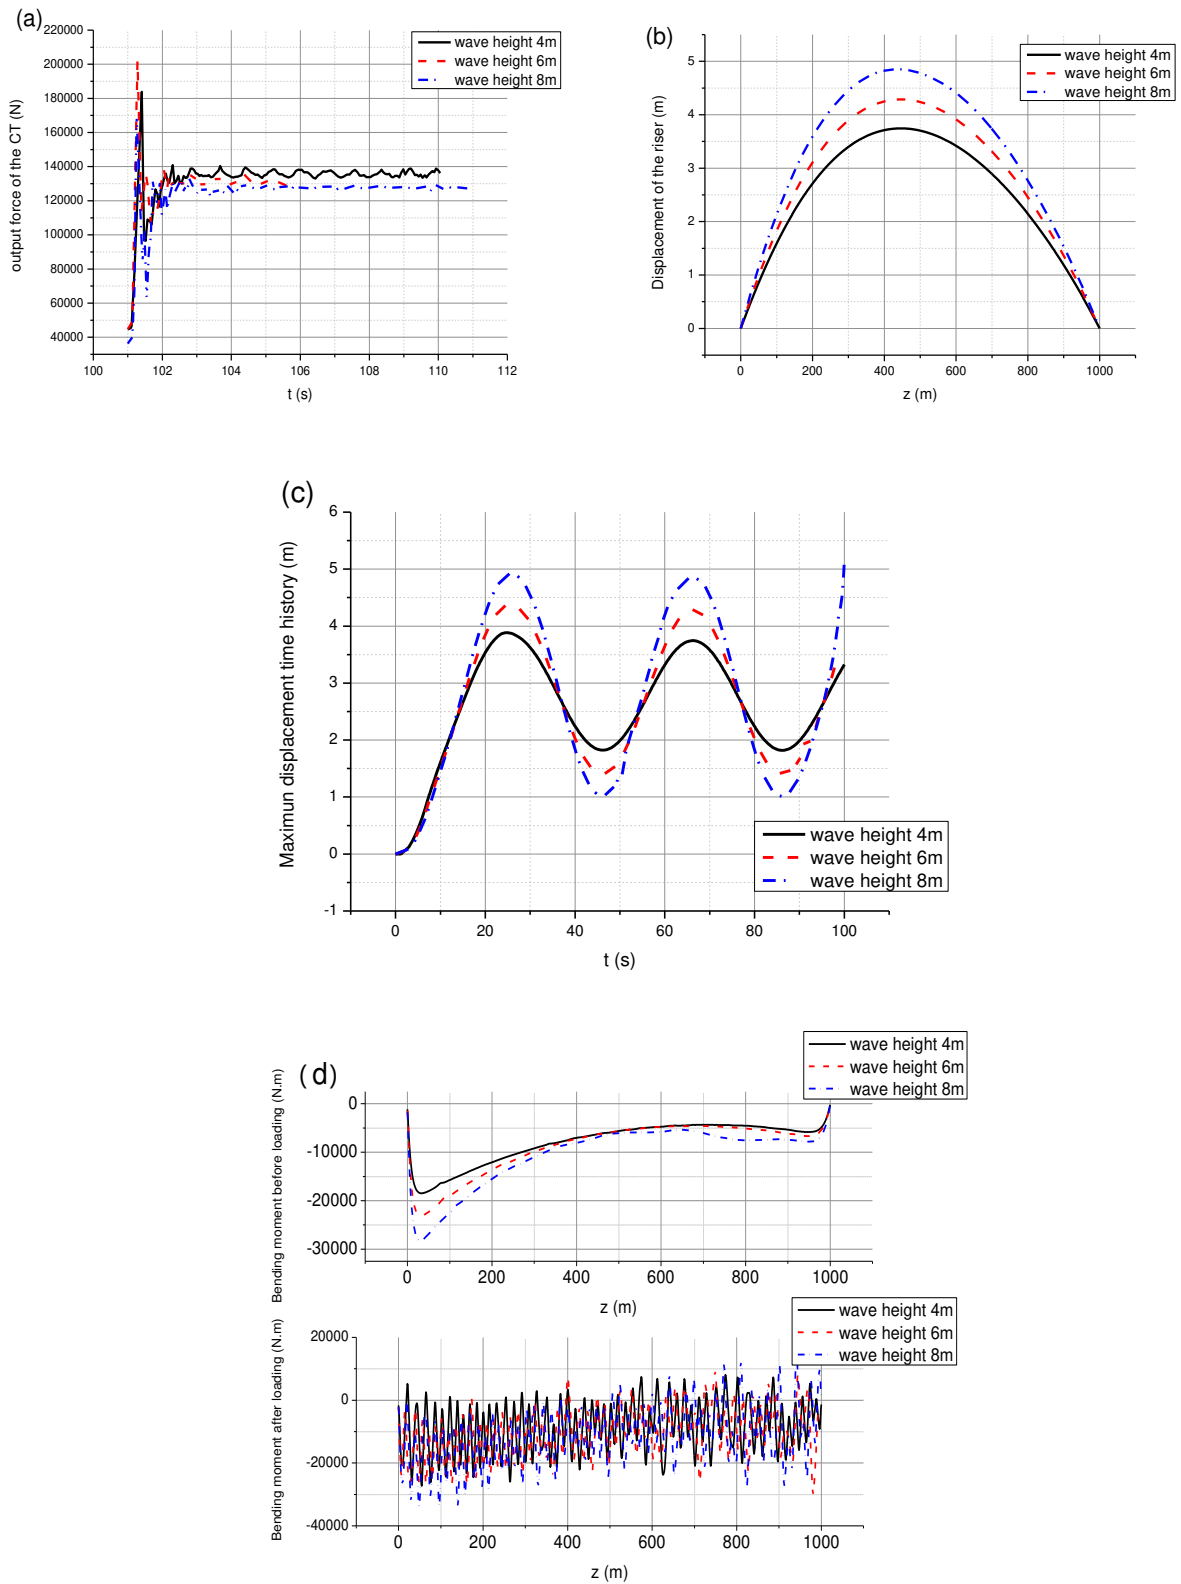 (a)
220000
200000
180000
160000
140000
120000
100000
80000
60000
40000
100
102
104
106
108
110
112
output force of the CT (N)
t (s)
wave height 4m
wave height 6m
wave height 8m
(b)
5
4
3
2
1
0
0
200
400
600
800
1000
Displacement of the riser (m)
z (m)
wave height 4m
wave height 6m
wave height 8m
(c)
6
5
4
3
2
1
0
-1
0
20
40
60
80
100
Maximun displacement time history (m)
t (s)
wave height 4m
wave height 6m
wave height 8m
(d)
wave height 4m
wave height 6m
wave height 8m
0
-10000
-20000
-30000
0
200
400
600
800
1000
Bending moment before loading (N.m)
z (m)
wave height 4m
wave height 6m
wave height 8m
20000
0
-20000
-40000
0
200
400
600
800
1000
Bending moment after loading (N.m)
z (m)